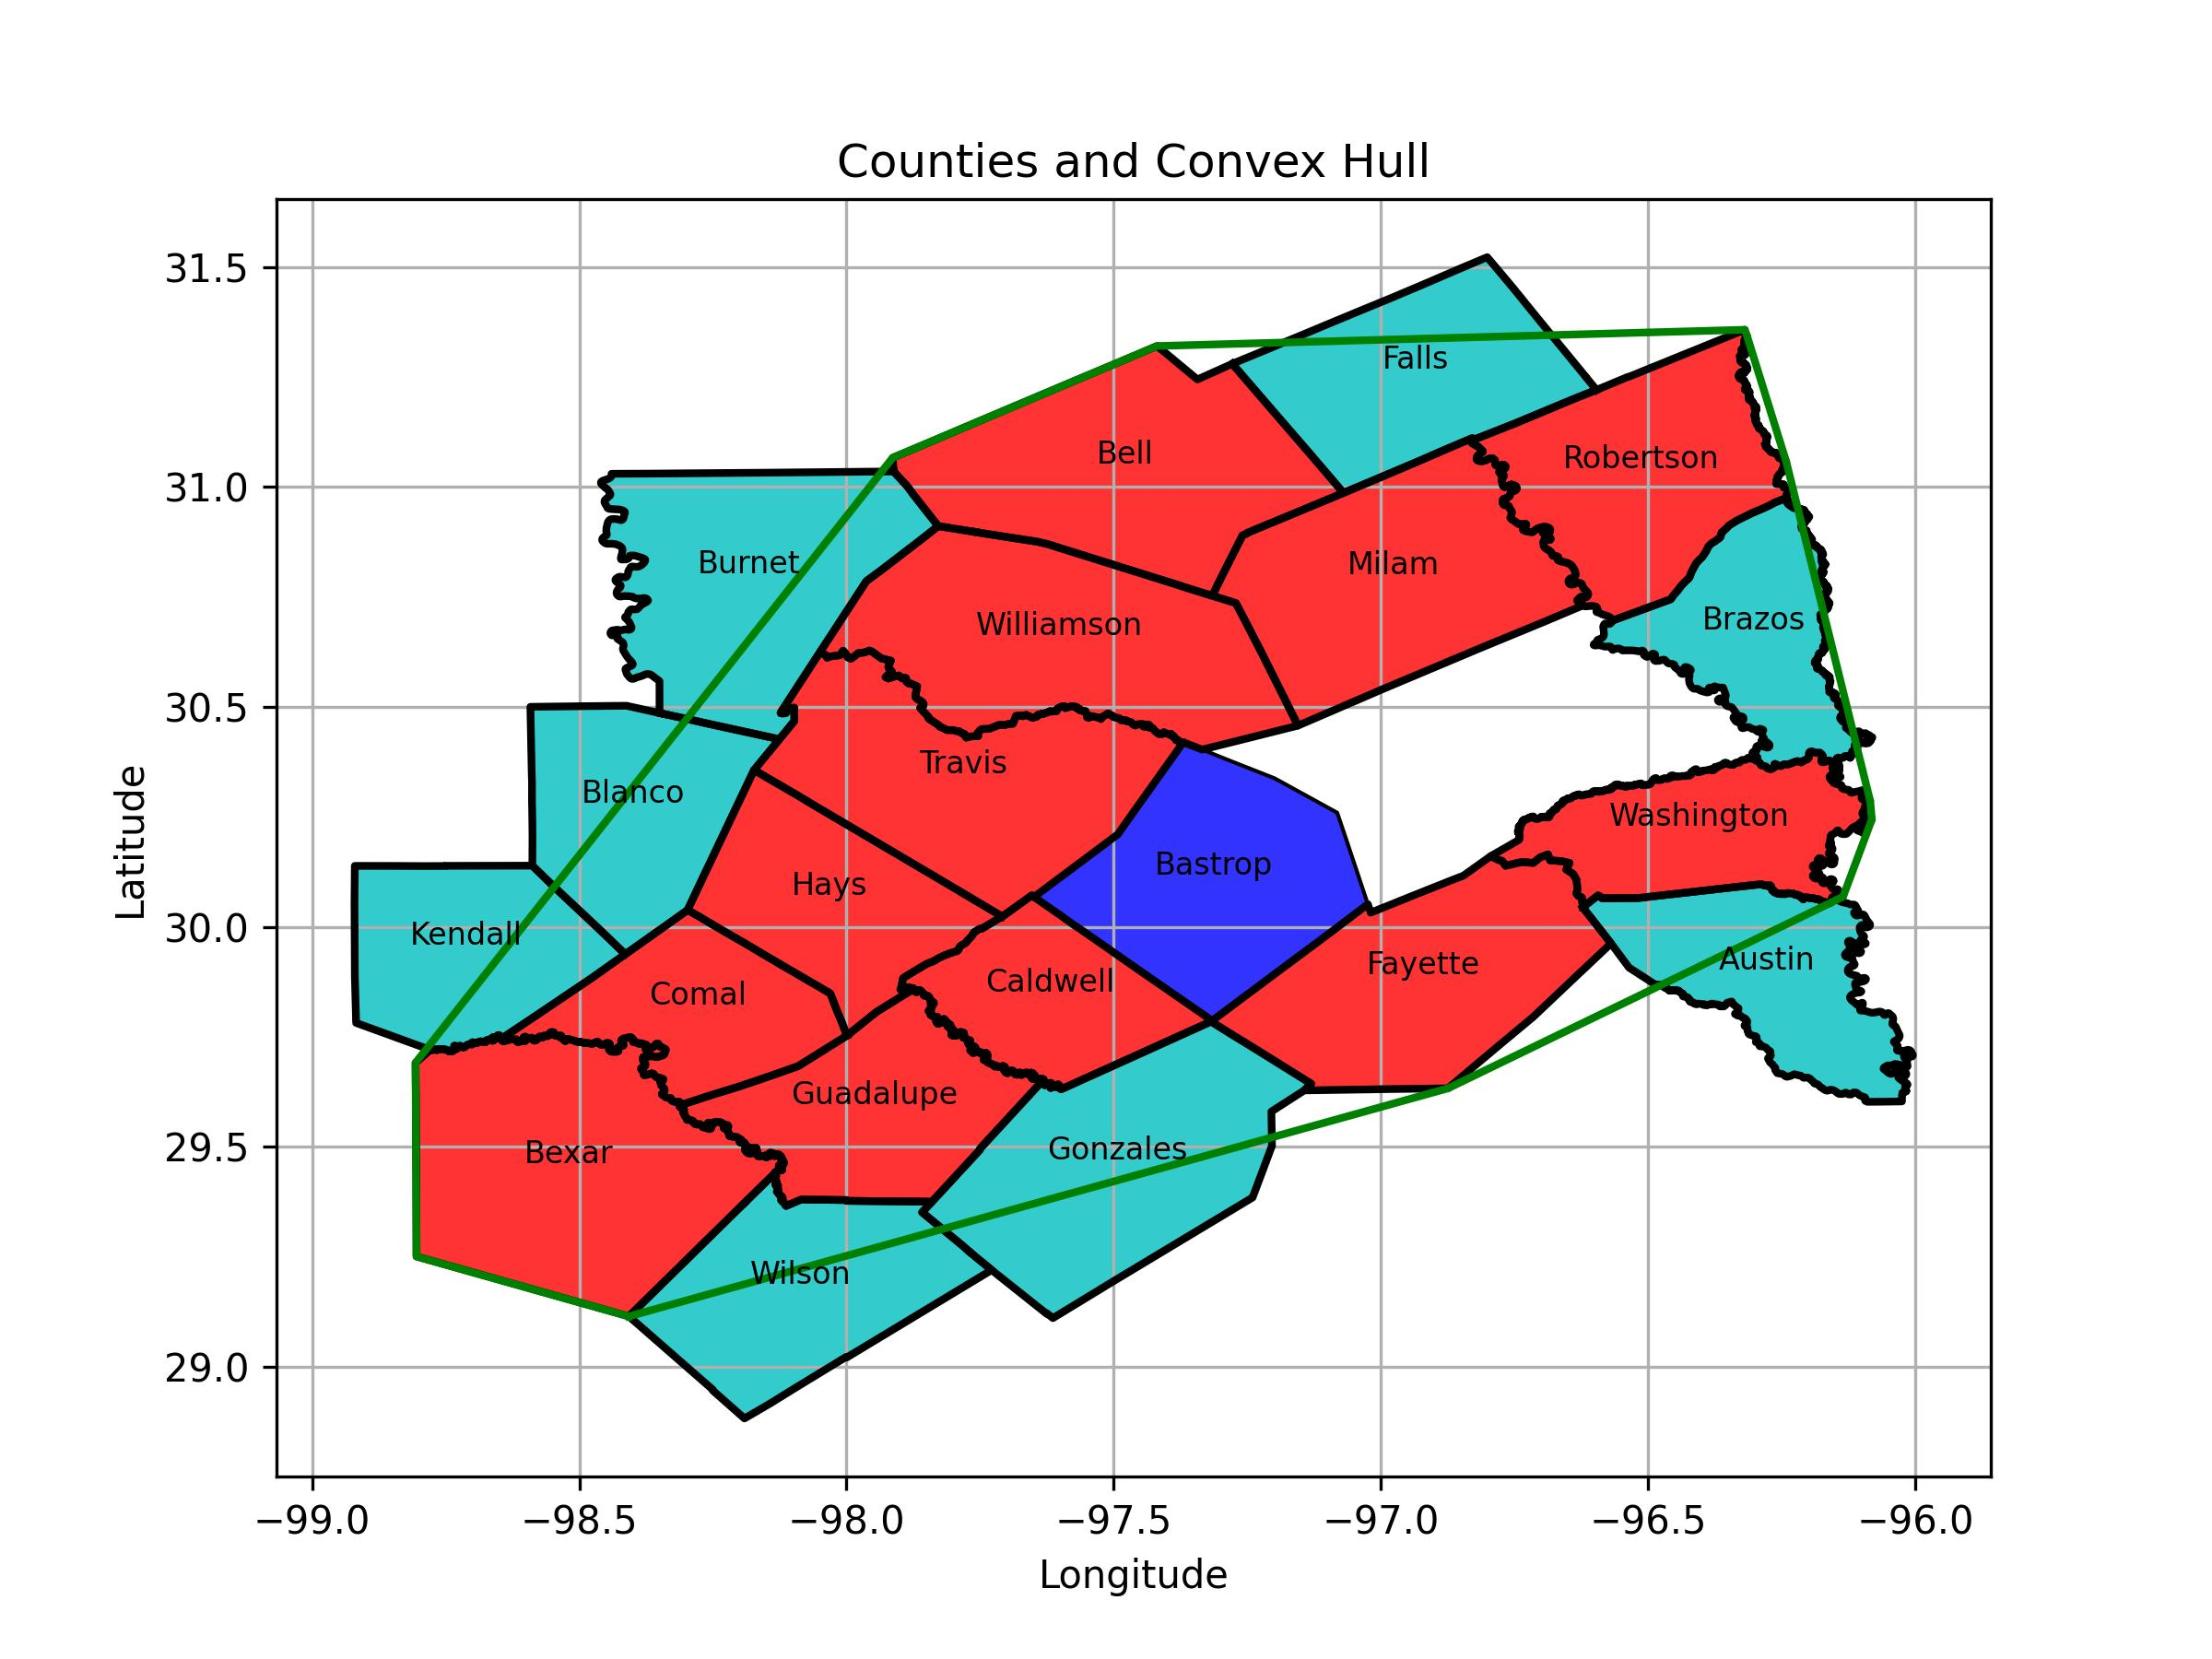 Counties and Convex Hull
31.5
31.0
30.5
30.0
29.5
29.0
Latitude
Falls
Bell
Robertson
Burnet
Milam
Williamson
Brazos
Travis
Blanco
Washington
Bastrop
Hays
Kendall
Austin
Fayette
Caldwell
Comal
Guadalupe
Bexar
Gonzales
Wilson
−99.0 −98.5 −98.0 −97.5 −97.0 −96.5 −96.0
Longitude